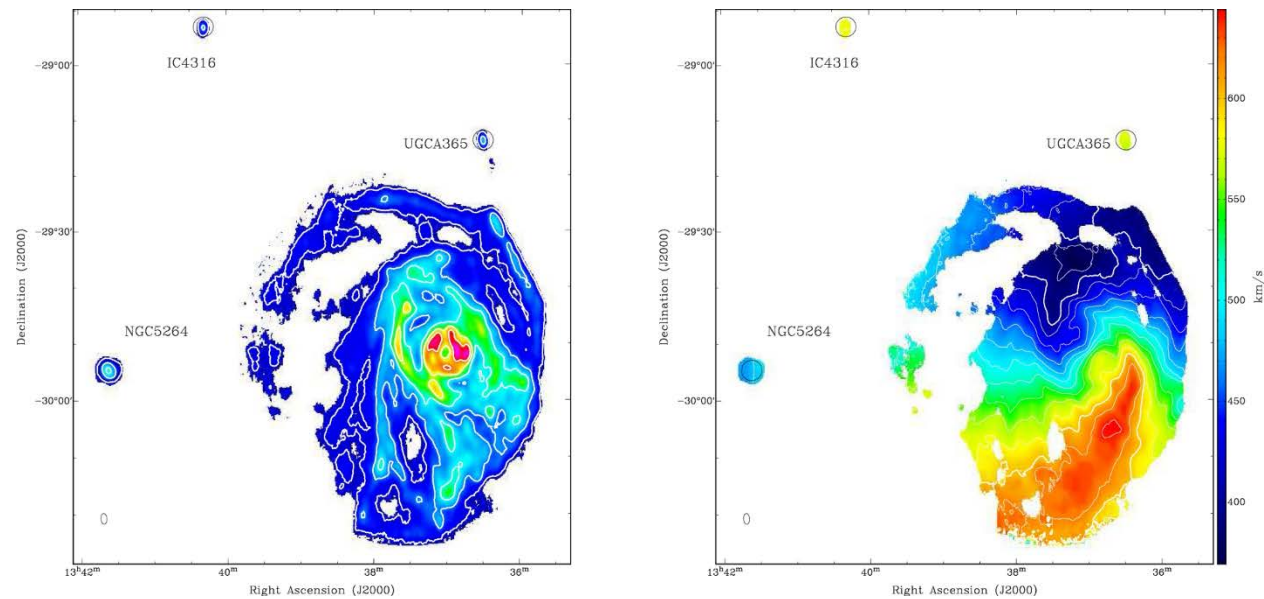 IC4316
−29°00′
UGCA365
−29°30′
Declination (J2000)
NGC5264
−30°00′
13ʰ42ᵐ
40ᵐ
38ᵐ
36ᵐ
Right Ascension (J2000)
IC4316
−29°00′
UGCA365
−29°30′
Declination (J2000)
NGC5264
−30°00′
13ʰ42ᵐ
40ᵐ
38ᵐ
36ᵐ
Right Ascension (J2000)
600
550
500
450
400
km/s